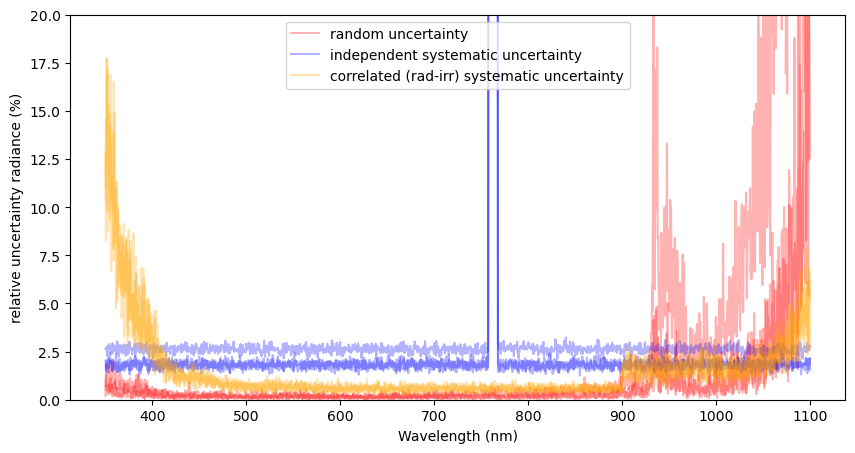 random uncertainty
independent systematic uncertainty
correlated (rad-irr) systematic uncertainty
relative uncertainty radiance (%)
20.0
17.5
15.0
12.5
10.0
7.5
5.0
2.5
0.0
400 500 600 700 800 900 1000 1100
Wavelength (nm)